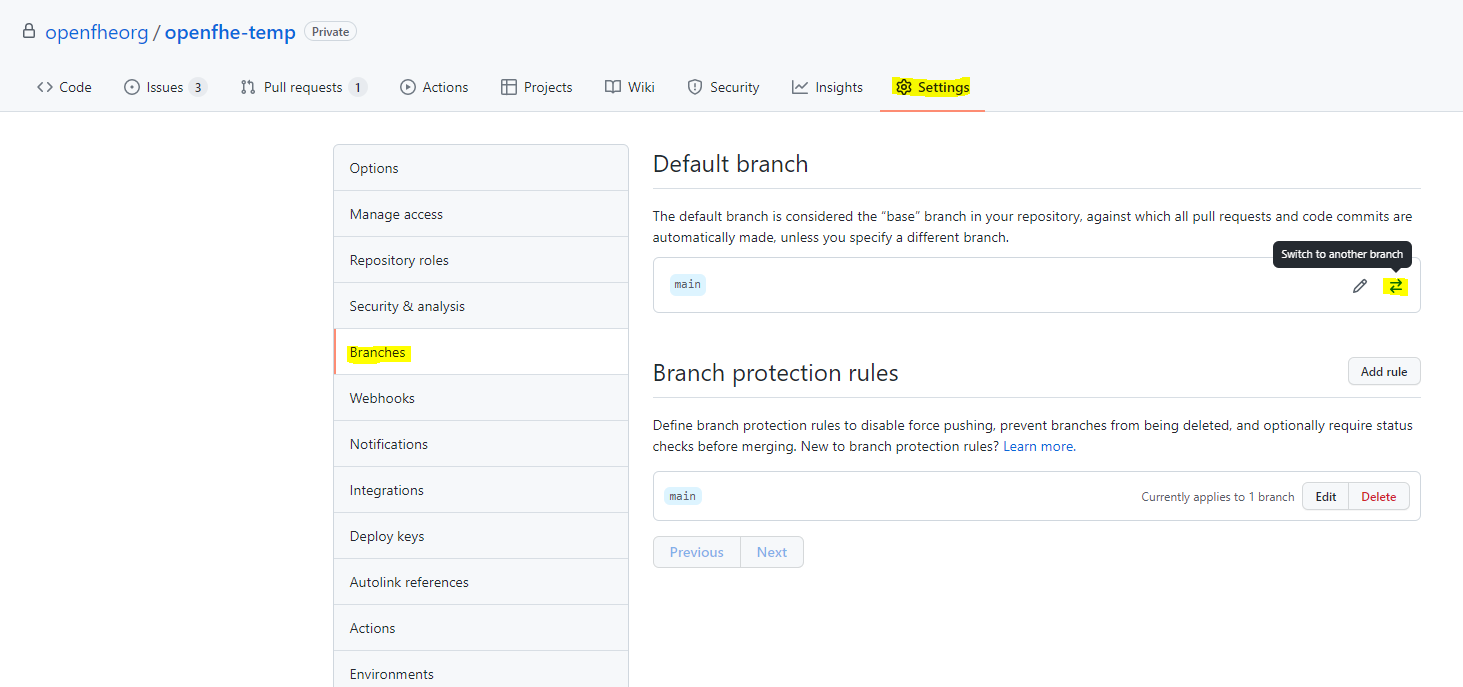 openfheorg / openfhe-temp Private
Code Issues 3 Pull requests 1 Actions Projects Wiki Security Insights Settings
Options
Manage access
Repository roles
Security & analysis
Branches
Webhooks
Notifications
Integrations
Deploy keys
Autolink references
Actions
Environments
Default branch
The default branch is considered the “base” branch in your repository, against which all pull requests and code commits are
automatically made, unless you specify a different branch.
Switch to another branch
main
Branch protection rules
Add rule
Define branch protection rules to disable force pushing, prevent branches from being deleted, and optionally require status
checks before merging. New to branch protection rules? Learn more.
main Currently applies to 1 branch Edit Delete
Previous Next